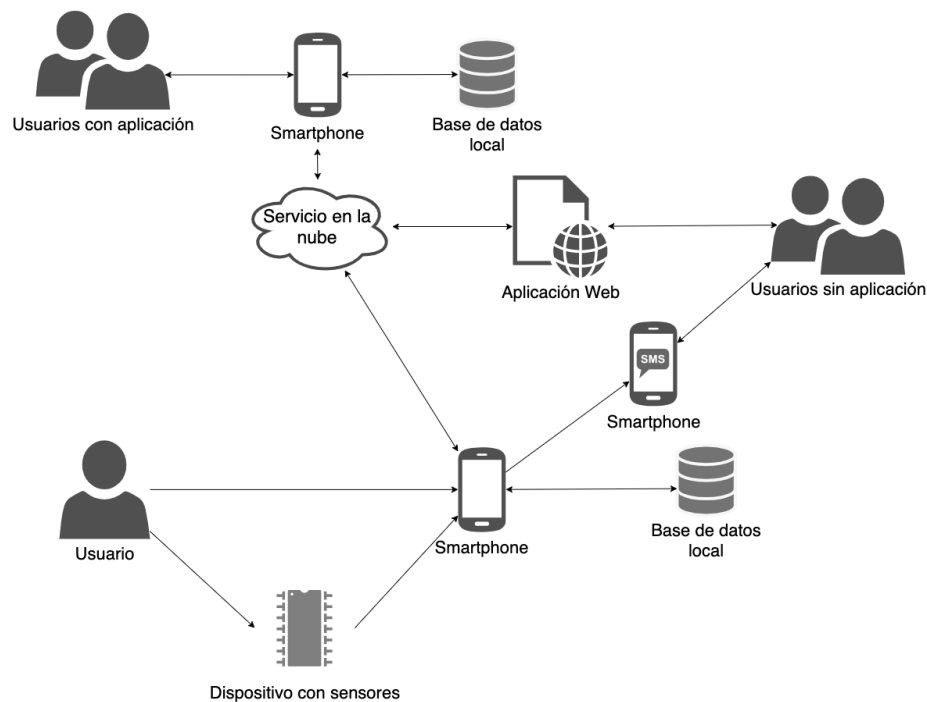 Usuarios con aplicación
Smartphone
Base de datos
local
Servicio en la
nube
Aplicación Web
Usuarios sin aplicación
SMS
Smartphone
Usuario
Smartphone
Base de datos
local
Dispositivo con sensores